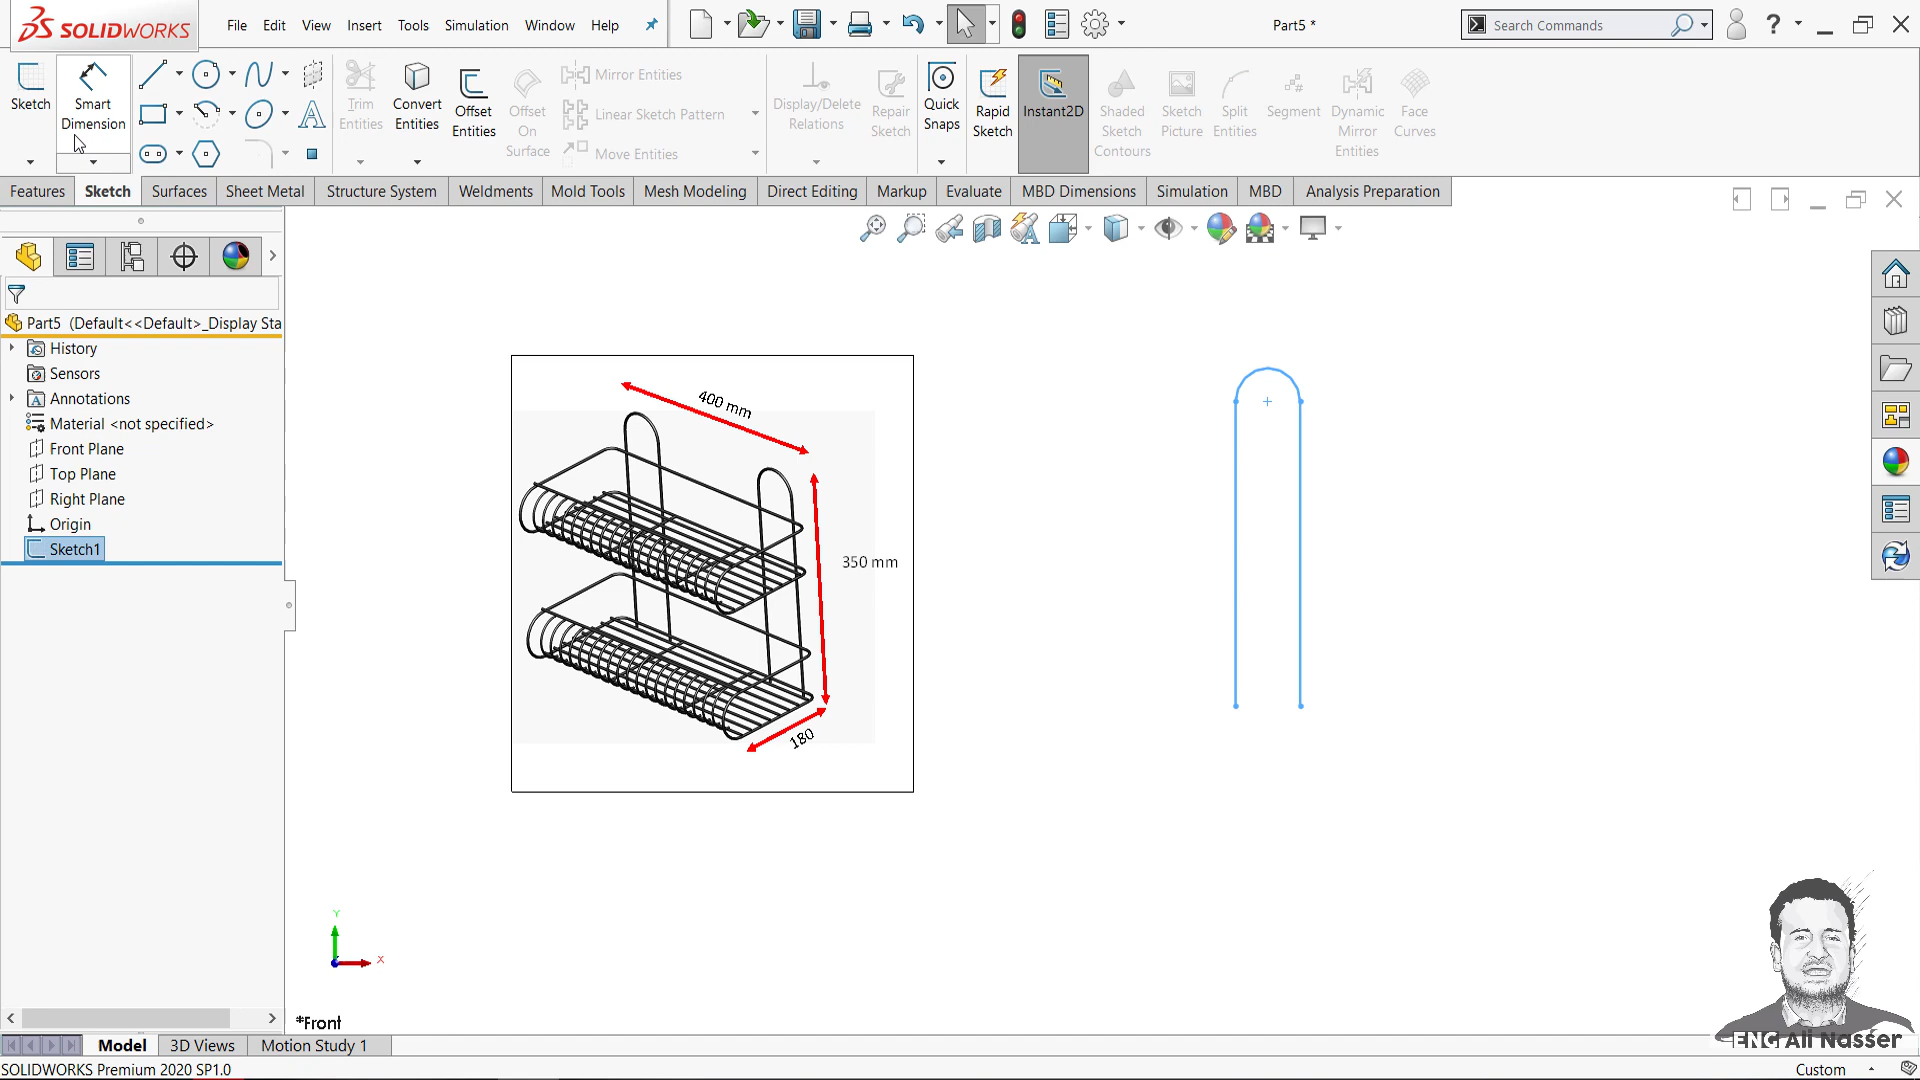 SOLIDWORKS
File Edit View Insert Tools Simulation Window Help
Part5 *
Search Commands
Sketch
Smart Dimension
Trim Entities
Convert Entities
Offset Entities
Offset On Surface
Mirror Entities
Linear Sketch Pattern
Move Entities
Display/Delete Relations
Repair Sketch
Quick Snaps
Rapid Sketch
Instant2D
Shaded Sketch Contours
Sketch Picture
Split Entities
Segment
Dynamic Mirror Entities
Face Curves
Features Sketch Surfaces Sheet Metal Structure System Weldments Mold Tools Mesh Modeling Direct Editing Markup Evaluate MBD Dimensions Simulation MBD Analysis Preparation
Part5 (Default<<Default>_Display Sta
History
Sensors
Annotations
Material <not specified>
Front Plane
Top Plane
Right Plane
Origin
Sketch1
400 mm
350 mm
180
Y
X
*Front
ENG Ali Nasser
Model 3D Views Motion Study 1
SOLIDWORKS Premium 2020 SP1.0
Custom